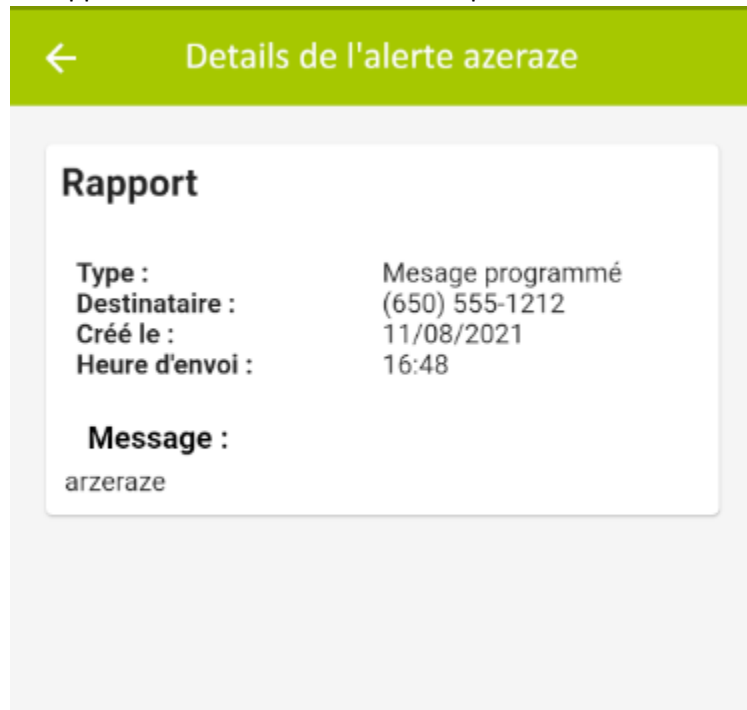 Details de l'alerte azeraze
Rapport
Type : Mesage programmé
Destinataire : (650) 555-1212
Créé le : 11/08/2021
Heure d'envoi : 16:48
Message :
arzeraze